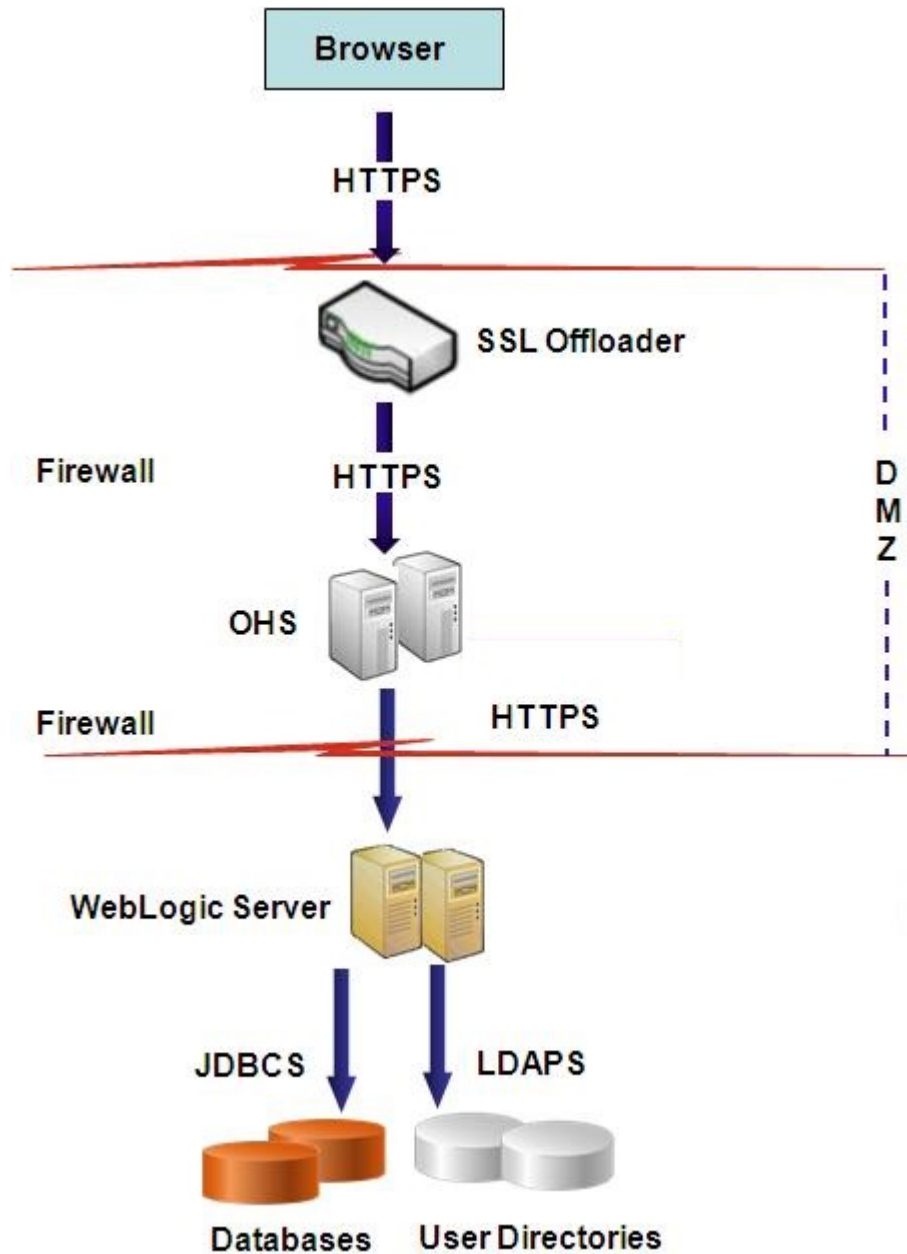 Browser
HTTPS
SSL Offloader
Firewall
HTTPS
D
M
Z
OHS
Firewall
HTTPS
WebLogic Server
JDBCS
LDAPS
Databases
User Directories